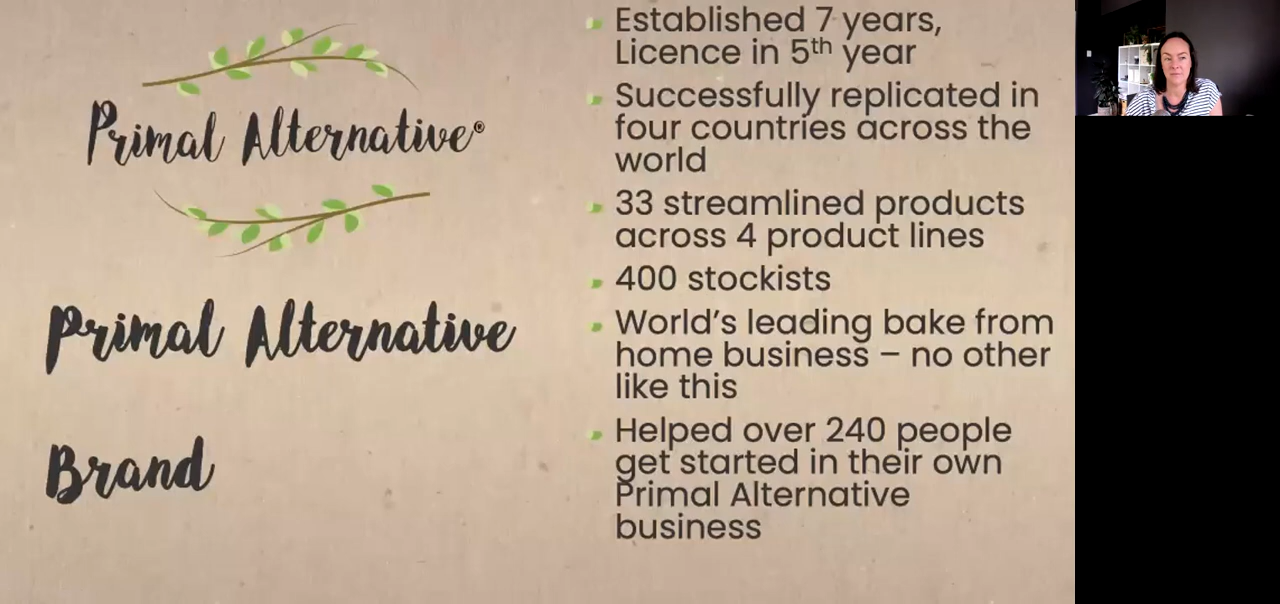 Primal Alternative®
Primal Alternative
Brand
Established 7 years,
Licence in 5th year
Successfully replicated in
four countries across the
world
33 streamlined products
across 4 product lines
400 stockists
World's leading bake from
home business – no other
like this
Helped over 240 people
get started in their own
Primal Alternative
business